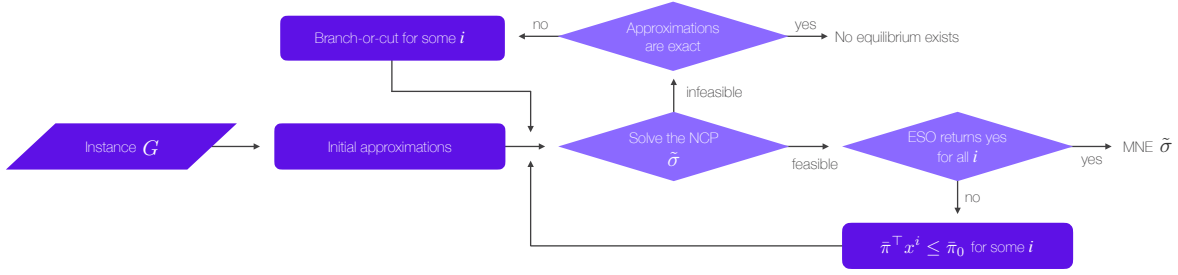 Branch-or-cut for some i
no
Approximations
are exact
yes
No equilibrium exists
infeasible
Instance G
Initial approximations
Solve the NCP
σ̃
feasible
ESO returns yes
for all i
yes
MNE σ̃
no
π̄⊤xⁱ ≤ π̄₀ for some i